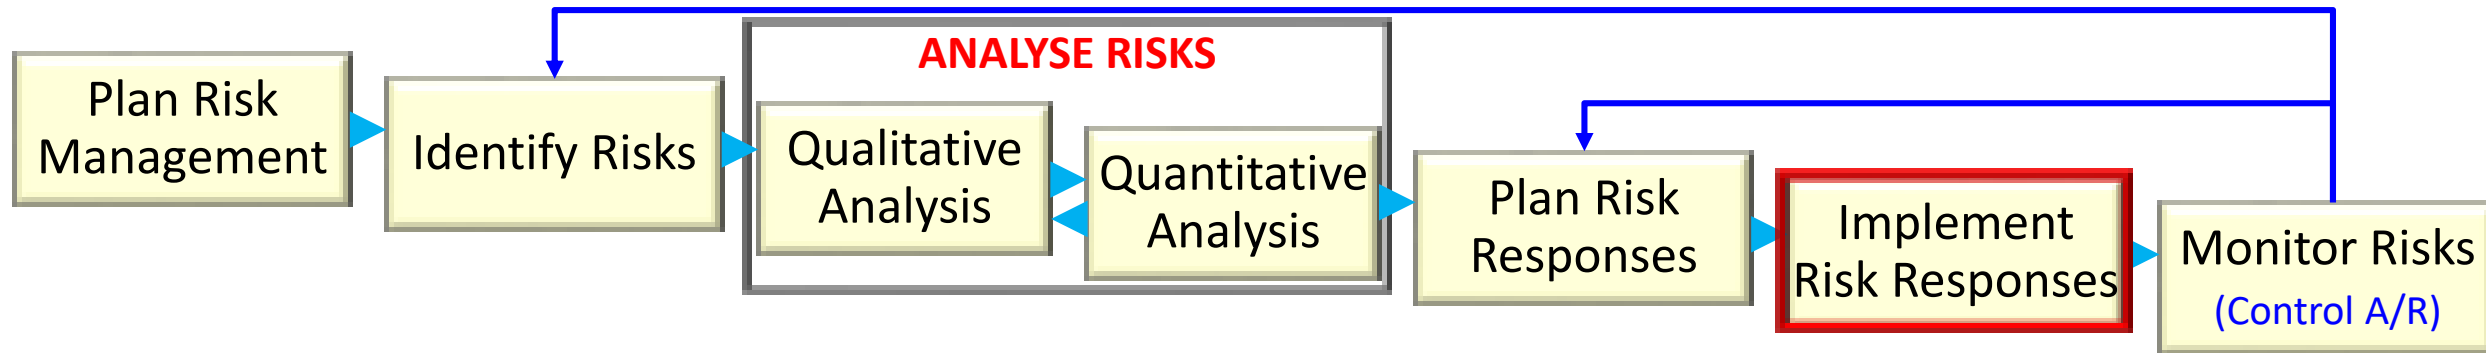 Plan Risk
Management
Identify Risks
ANALYSE RISKS
Qualitative
Analysis
Quantitative
Analysis
Plan Risk
Responses
Implement
Risk Responses
Monitor Risks
(Control A/R)